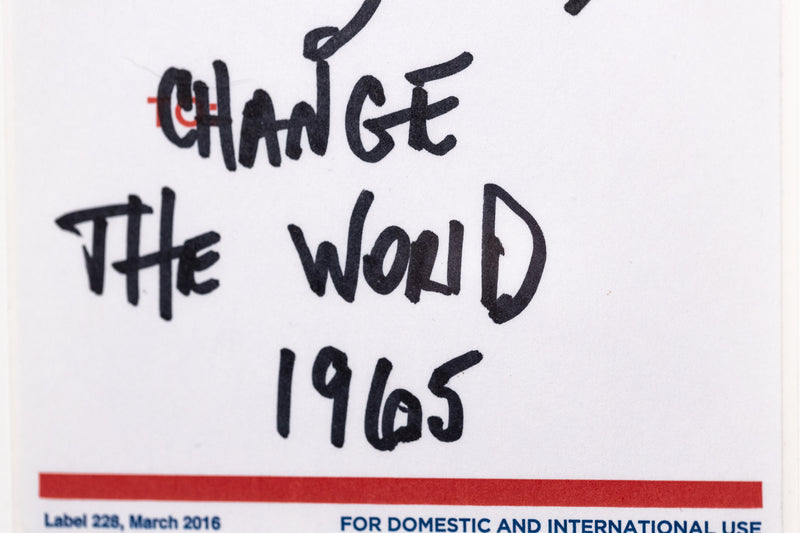 CHANGE
THE WORLD
1965
Label 228, March 2016
FOR DOMESTIC AND INTERNATIONAL USE